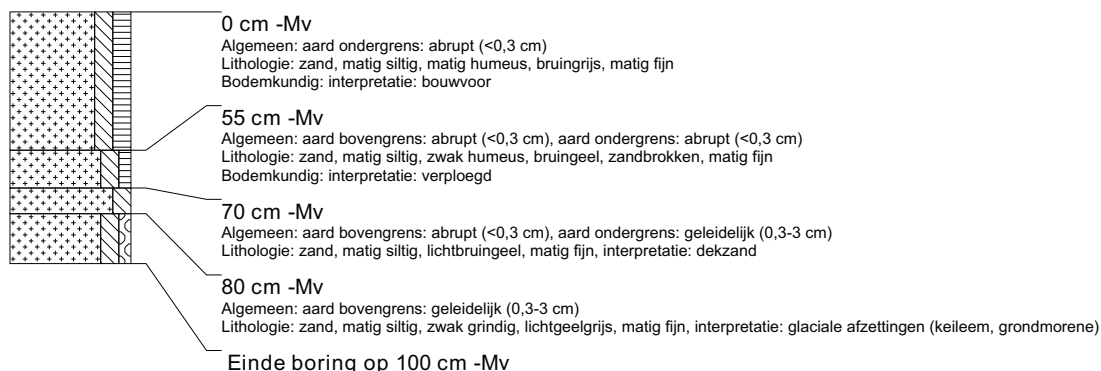 0 cm -Mv
Algemeen: aard ondergrens: abrupt (<0,3 cm)
Lithologie: zand, matig siltig, matig humeus, bruingrijs, matig fijn
Bodemkundig: interpretatie: bouwvoor
55 cm -Mv
Algemeen: aard bovengrens: abrupt (<0,3 cm), aard ondergrens: abrupt (<0,3 cm)
Lithologie: zand, matig siltig, zwak humeus, bruingeel, zandbrokken, matig fijn
Bodemkundig: interpretatie: verploegd
70 cm -Mv
Algemeen: aard bovengrens: abrupt (<0,3 cm), aard ondergrens: geleidelijk (0,3-3 cm)
Lithologie: zand, matig siltig, lichtbruingeel, matig fijn, interpretatie: dekzand
80 cm -Mv
Algemeen: aard bovengrens: geleidelijk (0,3-3 cm)
Lithologie: zand, matig siltig, zwak grindig, lichtgeelgrijs, matig fijn, interpretatie: glaciale afzettingen (keileem, grondmorene)
Einde boring op 100 cm -Mv